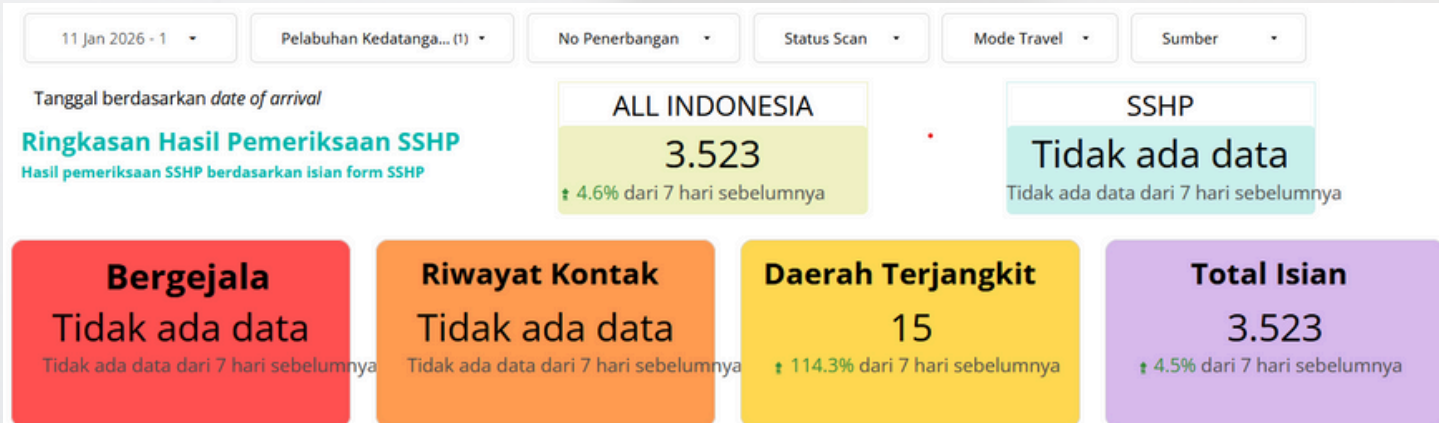 11 Jan 2026 - 1
Pelabuhan Kedatanga... (1)
No Penerbangan
Status Scan
Mode Travel
Sumber
Tanggal berdasarkan date of arrival
Ringkasan Hasil Pemeriksaan SSHP
Hasil pemeriksaan SSHP berdasarkan isian form SSHP
ALL INDONESIA
3.523
4.6% dari 7 hari sebelumnya
SSHP
Tidak ada data
Tidak ada data dari 7 hari sebelumnya
Bergejala
Tidak ada data
Tidak ada data dari 7 hari sebelumnya
Riwayat Kontak
Tidak ada data
Tidak ada data dari 7 hari sebelumnya
Daerah Terjangkit
15
114.3% dari 7 hari sebelumnya
Total Isian
3.523
4.5% dari 7 hari sebelumnya